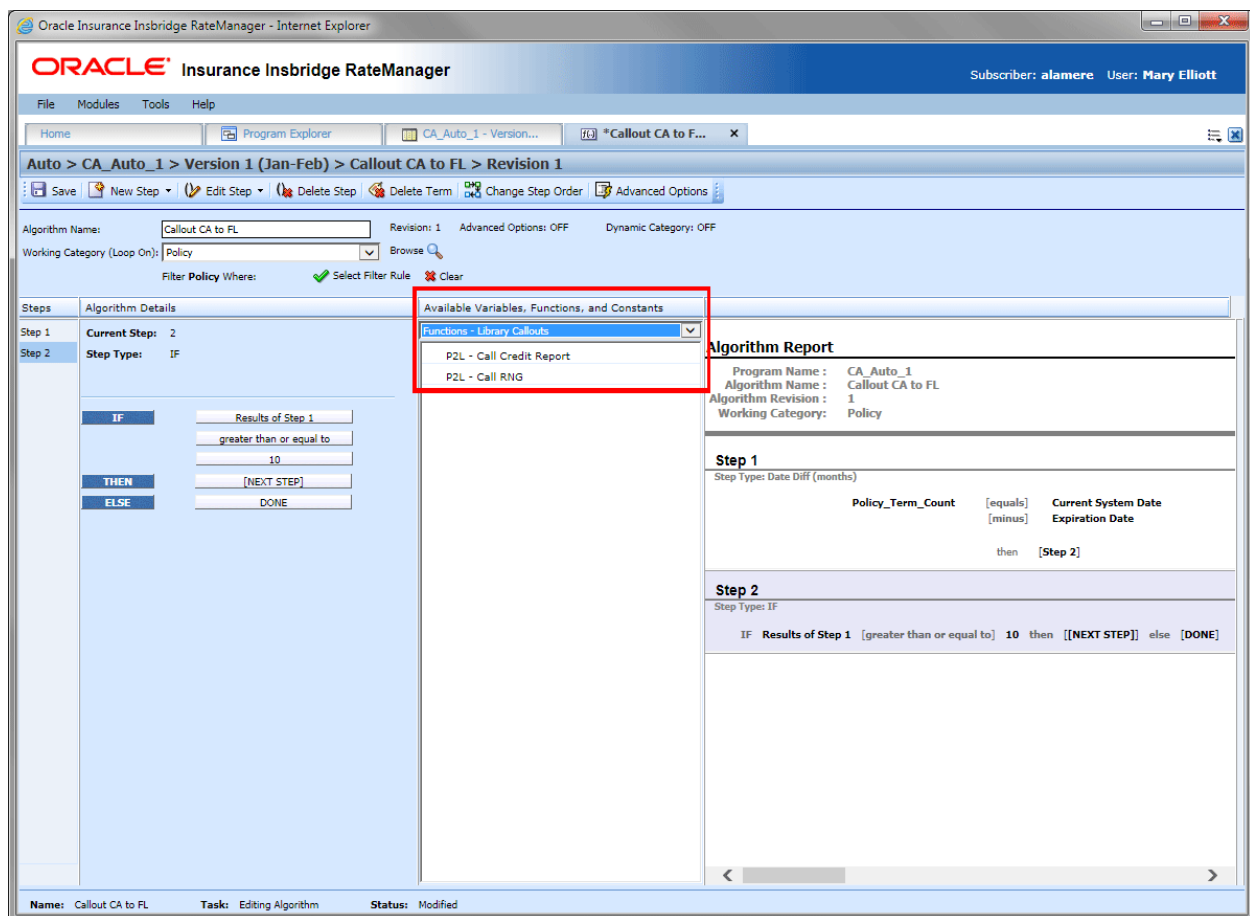 Oracle Insurance Insbridge RateManager - Internet Explorer
ORACLE Insurance Insbridge RateManager
Subscriber: alamere User: Mary Elliott
File Modules Tools Help
Home Program Explorer CA_Auto_1 - Version... *Callout CA to F... x
Auto > CA_Auto_1 > Version 1 (Jan-Feb) > Callout CA to FL > Revision 1
Save New Step Edit Step Delete Step Delete Term Change Step Order Advanced Options
Algorithm Name: Callout CA to FL Revision: 1 Advanced Options: OFF Dynamic Category: OFF
Working Category (Loop On): Policy Browse
Filter Policy Where: Select Filter Rule Clear
Steps Algorithm Details Available Variables, Functions, and Constants
Step 1
Step 2
Current Step: 2
Step Type: IF
IF Results of Step 1
greater than or equal to
10
THEN [NEXT STEP]
ELSE DONE
Functions - Library Callouts
P2L - Call Credit Report
P2L - Call RNG
Algorithm Report
Program Name : CA_Auto_1
Algorithm Name : Callout CA to FL
Algorithm Revision : 1
Working Category: Policy
Step 1
Step Type: Date Diff (months)
Policy_Term_Count [equals] Current System Date
[minus] Expiration Date
then [Step 2]
Step 2
Step Type: IF
IF Results of Step 1 [greater than or equal to] 10 then [[NEXT STEP]] else [DONE]
Name: Callout CA to FL Task: Editing Algorithm Status: Modified